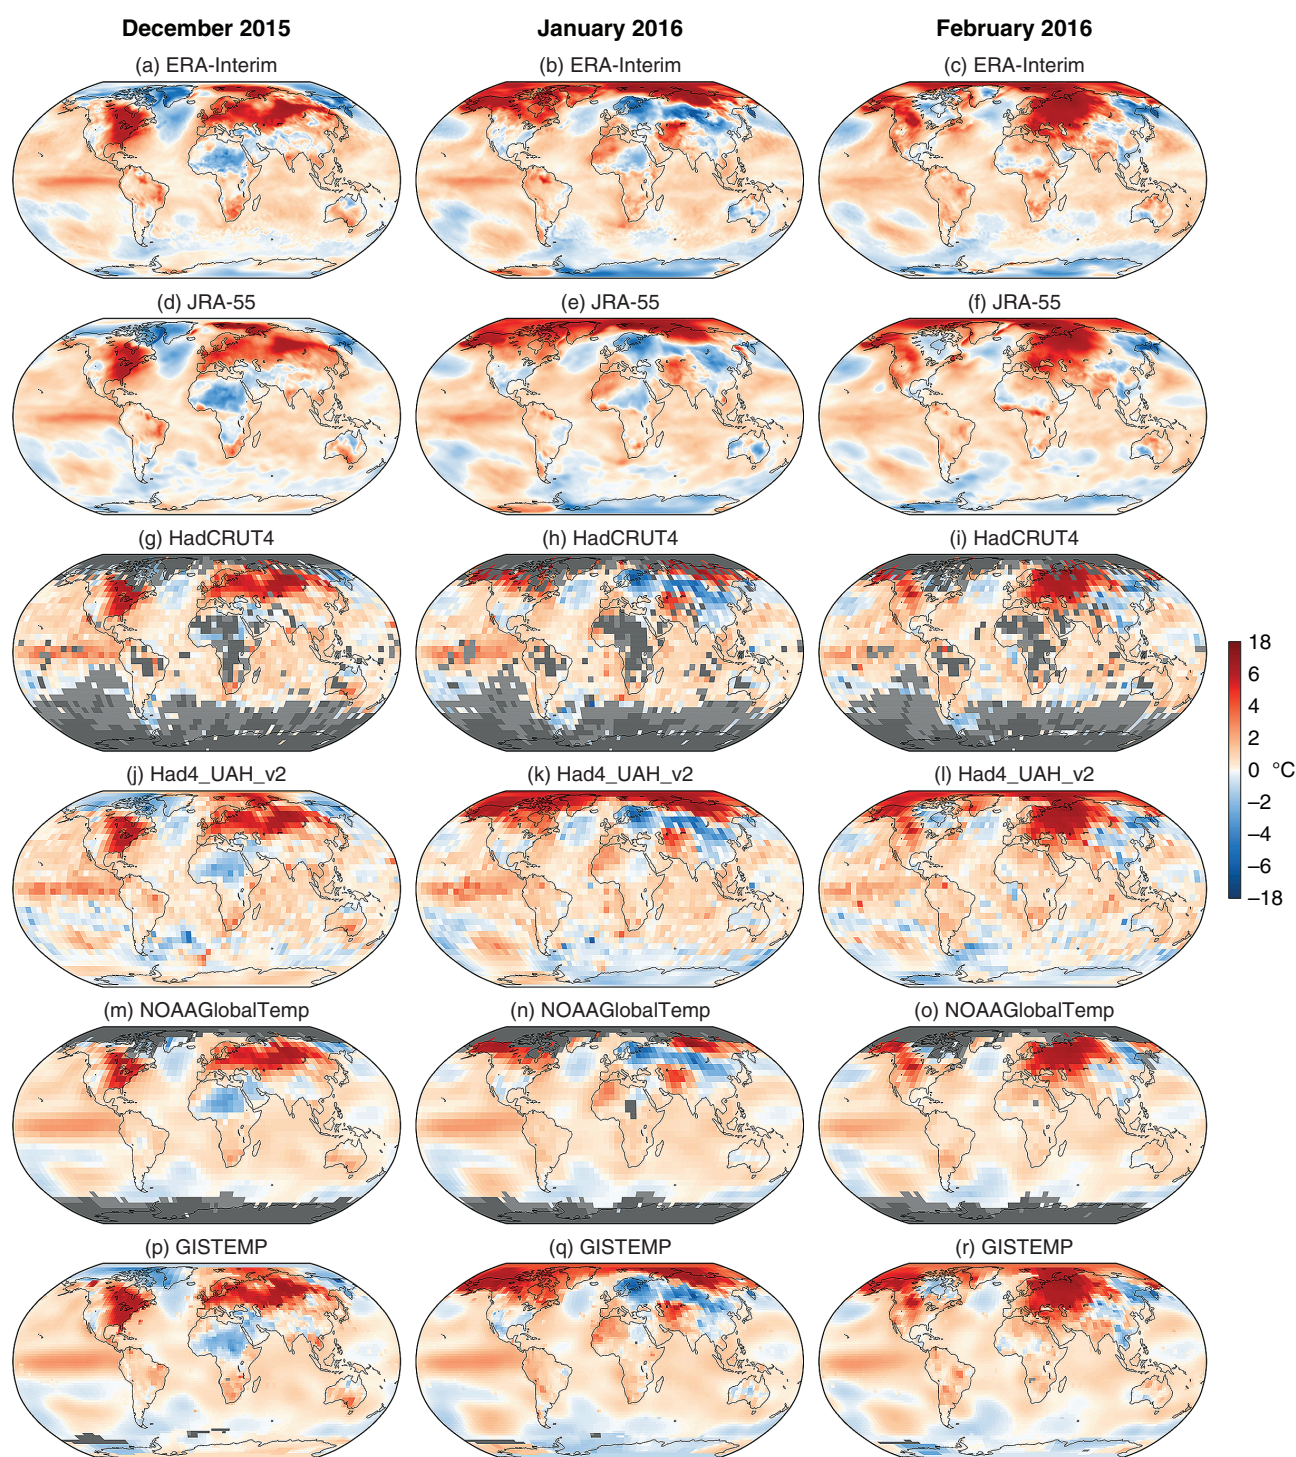 December 2015
January 2016
February 2016
(a) ERA-Interim
(b) ERA-Interim
(c) ERA-Interim
(d) JRA-55
(e) JRA-55
(f) JRA-55
(g) HadCRUT4
(h) HadCRUT4
(i) HadCRUT4
(j) Had4_UAH_v2
(k) Had4_UAH_v2
(l) Had4_UAH_v2
(m) NOAAGlobalTemp
(n) NOAAGlobalTemp
(o) NOAAGlobalTemp
(p) GISTEMP
(q) GISTEMP
(r) GISTEMP
18
6
4
2
0 °C
−2
−4
−6
−18